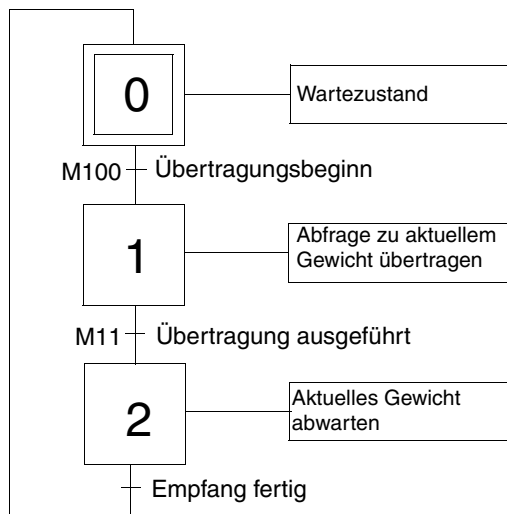 0
Wartezustand
M100 Übertragungsbeginn
1
Abfrage zu aktuellem
Gewicht übertragen
M11 Übertragung ausgeführt
2
Aktuelles Gewicht
abwarten
Empfang fertig